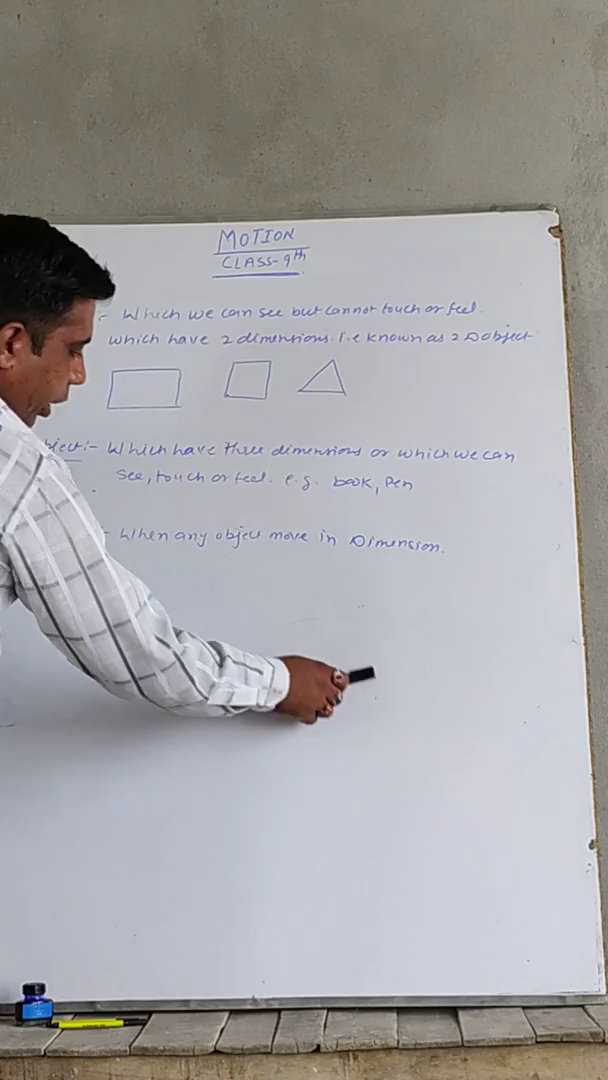 MOTION
CLASS-9th
:- Which we can see but cannot touch or feel.
which have 2 dimensions. I.e known as 2D object
bject:- Which have three dimensions or which we can
see, touch or feel. e.g. book, Pen
- When any object move in Dimension.